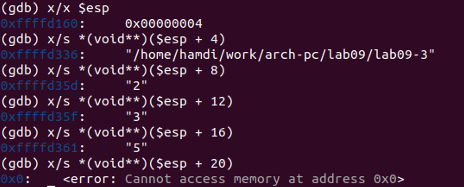 (gdb) x/x $esp
0xffffd160: 0x00000004
(gdb) x/s *(void**)($esp + 4)
0xffffd336: "/home/hamdi/work/arch-pc/lab09/lab09-3"
(gdb) x/s *(void**)($esp + 8)
0xffffd35d: "2"
(gdb) x/s *(void**)($esp + 12)
0xffffd35f: "3"
(gdb) x/s *(void**)($esp + 16)
0xffffd361: "5"
(gdb) x/s *(void**)($esp + 20)
0x0: <error: Cannot access memory at address 0x0>